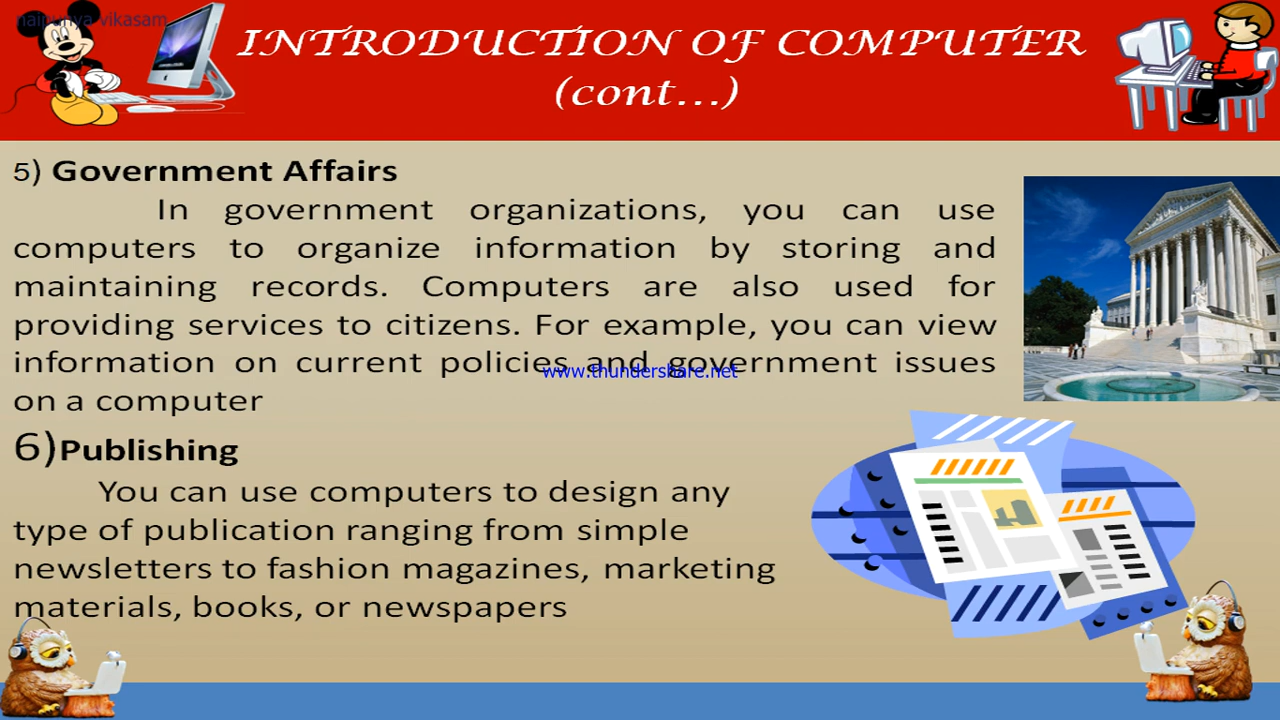 naipunya vikasam
INTRODUCTION OF COMPUTER
(cont...)
5) Government Affairs
In government organizations, you can use
computers to organize information by storing and
maintaining records. Computers are also used for
providing services to citizens. For example, you can view
information on current policies and government issues
www.thundershare.net
on a computer
6)Publishing
You can use computers to design any
type of publication ranging from simple
newsletters to fashion magazines, marketing
materials, books, or newspapers